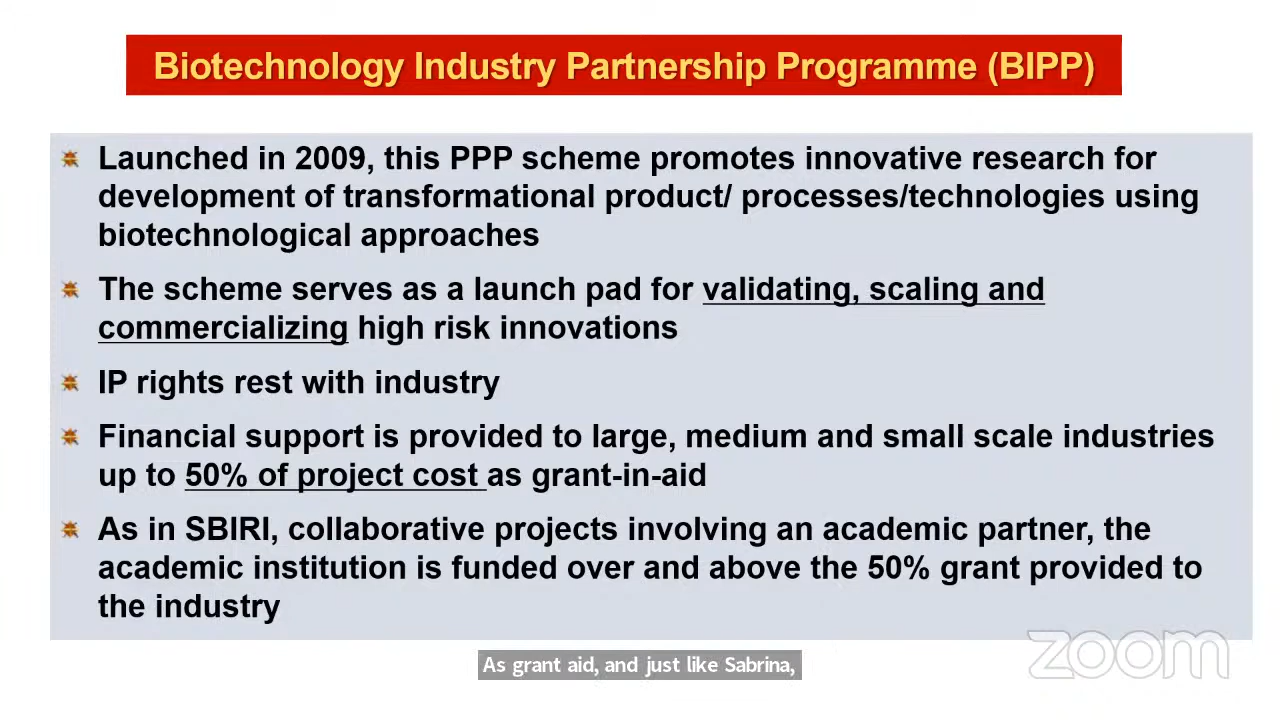 Biotechnology Industry Partnership Programme (BIPP)
Launched in 2009, this PPP scheme promotes innovative research for
development of transformational product/ processes/technologies using
biotechnological approaches
The scheme serves as a launch pad for validating, scaling and
commercializing high risk innovations
IP rights rest with industry
Financial support is provided to large, medium and small scale industries
up to 50% of project cost as grant-in-aid
As in SBIRI, collaborative projects involving an academic partner, the
academic institution is funded over and above the 50% grant provided to
the industry
zoom
As grant aid, and just like Sabrina,